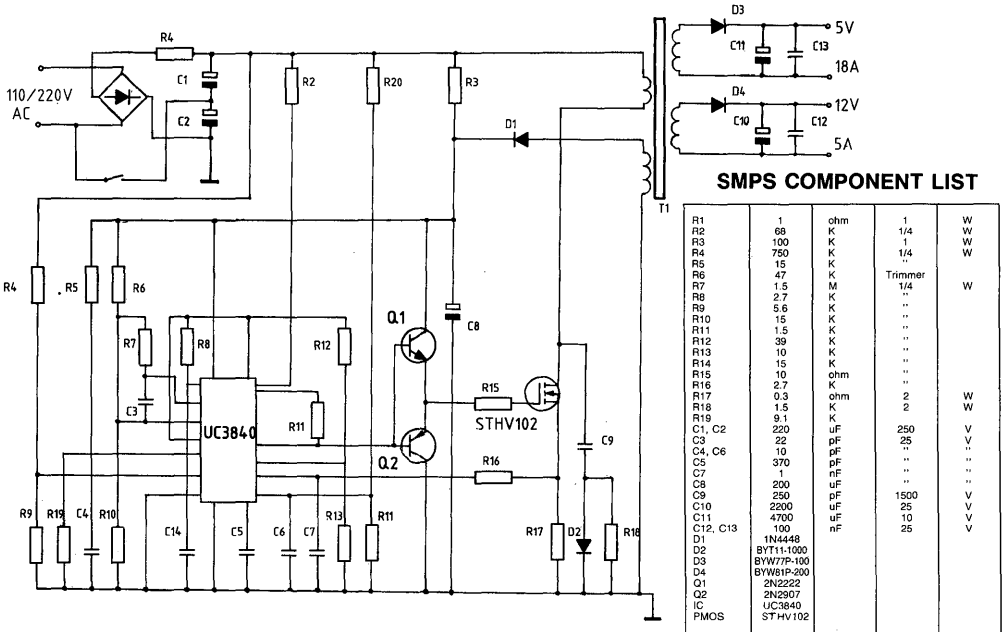 R4
110/220V
AC
C1
C2
R2
R20
R3
D1
T1
D3
C11
C13
5V
18A
D4
C10
C12
12V
5A
R4
R5
R6
R7
R8
R12
Q1
C8
C3
UC3840
R11
Q2
R15
STHV102
C9
R16
R9
R19
C4
R10
C14
C5
C6
C7
R13
R11
R17
D2
R18
SMPS COMPONENT LIST
R1 1 ohm 1 W
R2 68 K 1/4 W
R3 100 K 1 W
R4 750 K 1/4 W
R5 15 K "
R6 47 K Trimmer
R7 1.5 M 1/4 W
R8 2.7 K "
R9 5.6 K "
R10 15 K "
R11 1.5 K "
R12 39 K "
R13 10 K "
R14 15 K "
R15 10 ohm "
R16 2.7 K "
R17 0.3 ohm 2 W
R18 1.5 K 2 W
R19 9.1 K
C1, C2 220 uF 250 V
C3 22 pF 25 V
C4, C6 10 pF " "
C5 370 pF " "
C7 1 nF " "
C8 200 uF " "
C9 250 pF 1500 V
C10 2200 uF 25 V
C11 4700 uF 10 V
C12, C13 100 nF 25 V
D1 1N4448
D2 BYT11-1000
D3 BYW77P-100
D4 BYW81P-200
Q1 2N2222
Q2 2N2907
IC UC3840
PMOS STHV102